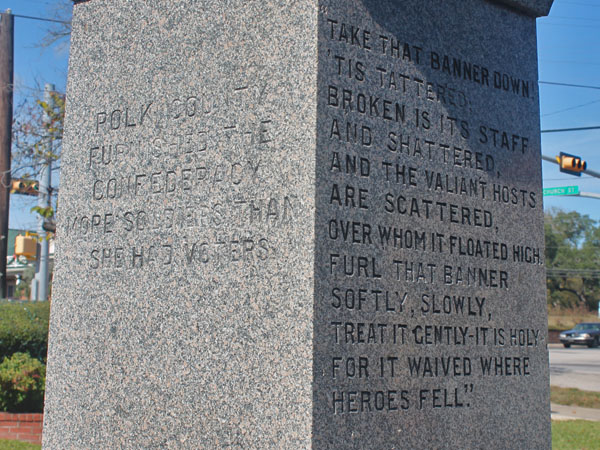 POLK COUNTY
FURNISHED THE
CONFEDERACY
MORE SOLDIERS THAN
SHE HAD VOTERS.
TAKE THAT BANNER DOWN!
'TIS TATTERED,
BROKEN IS ITS STAFF
AND SHATTERED,
AND THE VALIANT HOSTS
ARE SCATTERED,
OVER WHOM IT FLOATED HIGH.
FURL THAT BANNER
SOFTLY, SLOWLY,
TREAT IT GENTLY-IT IS HOLY-
FOR IT WAIVED WHERE
HEROES FELL."
CHURCH ST